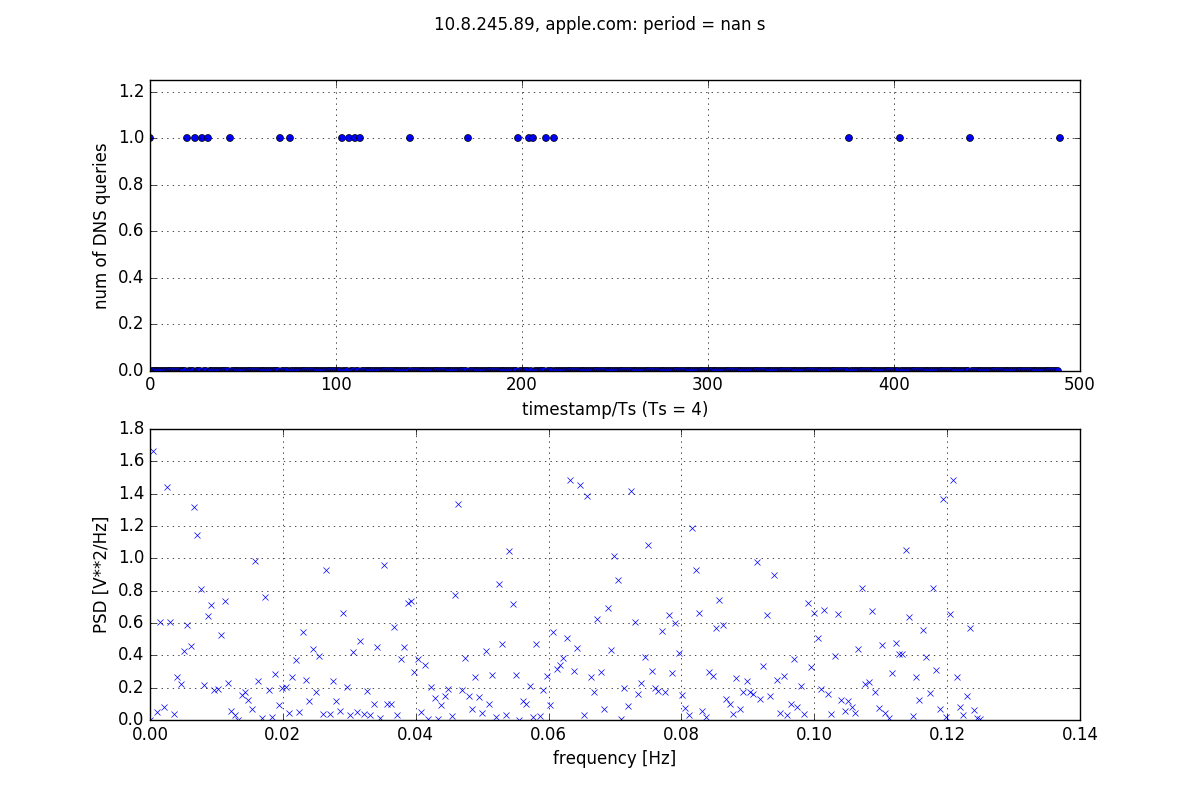 10.8.245.89, apple.com: period = nan s
1.2
1.0
0.8
0.6
0.4
0.2
0.0
num of DNS queries
0 100 200 300 400 500
timestamp/Ts (Ts = 4)
1.8
1.6
1.4
1.2
1.0
0.8
0.6
0.4
0.2
0.0
PSD [V**2/Hz]
0.00 0.02 0.04 0.06 0.08 0.10 0.12 0.14
frequency [Hz]